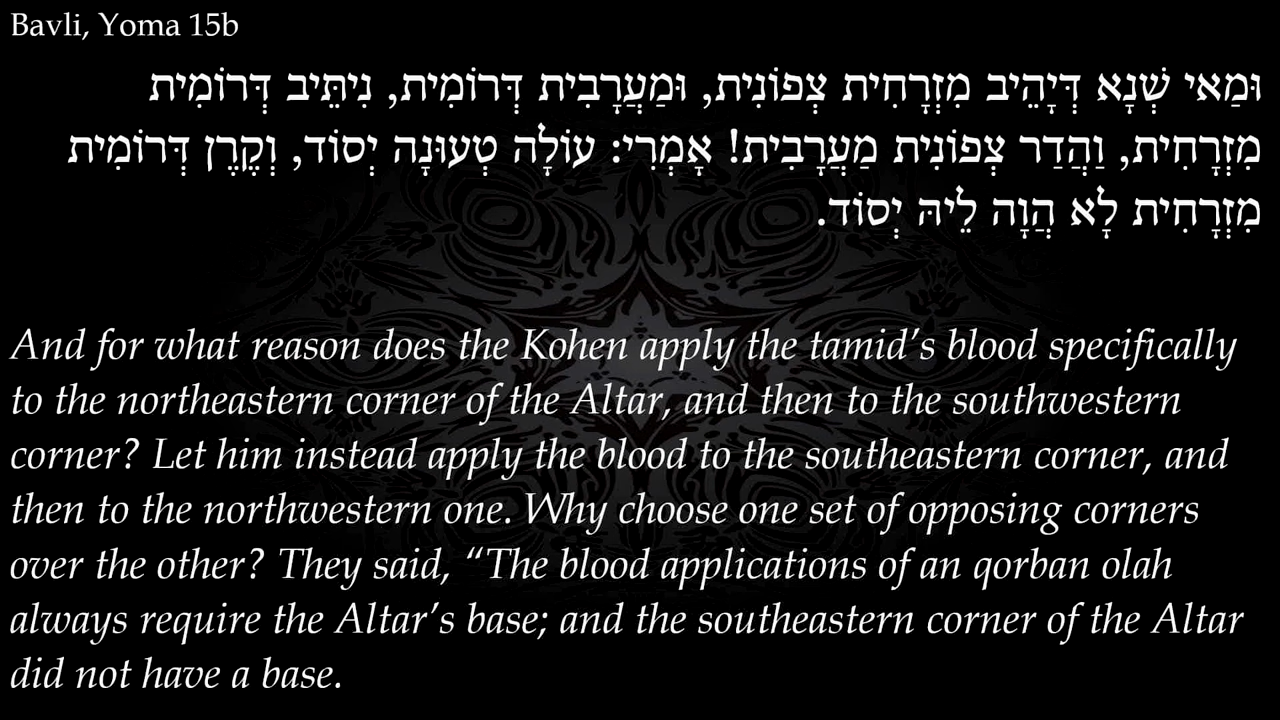 Bavli, Yoma 15b
וּמַאי שְׁנָא דְּיָהֵיב מִזְרָחִית צְפוֹנִית, וּמַעֲרָבִית דְּרוֹמִית, נִיתֵּיב דְּרוֹמִית
מִזְרָחִית, וַהֲדַר צְפוֹנִית מַעֲרָבִית! אָמְרִי: עוֹלָה טְעוּנָה יְסוֹד, וְקֶרֶן דְּרוֹמִית
מִזְרָחִית לָא הֲוָה לֵיהּ יְסוֹד.
And for what reason does the Kohen apply the tamid’s blood specifically
to the northeastern corner of the Altar, and then to the southwestern
corner? Let him instead apply the blood to the southeastern corner, and
then to the northwestern one. Why choose one set of opposing corners
over the other? They said, “The blood applications of an qorban olah
always require the Altar’s base; and the southeastern corner of the Altar
did not have a base.